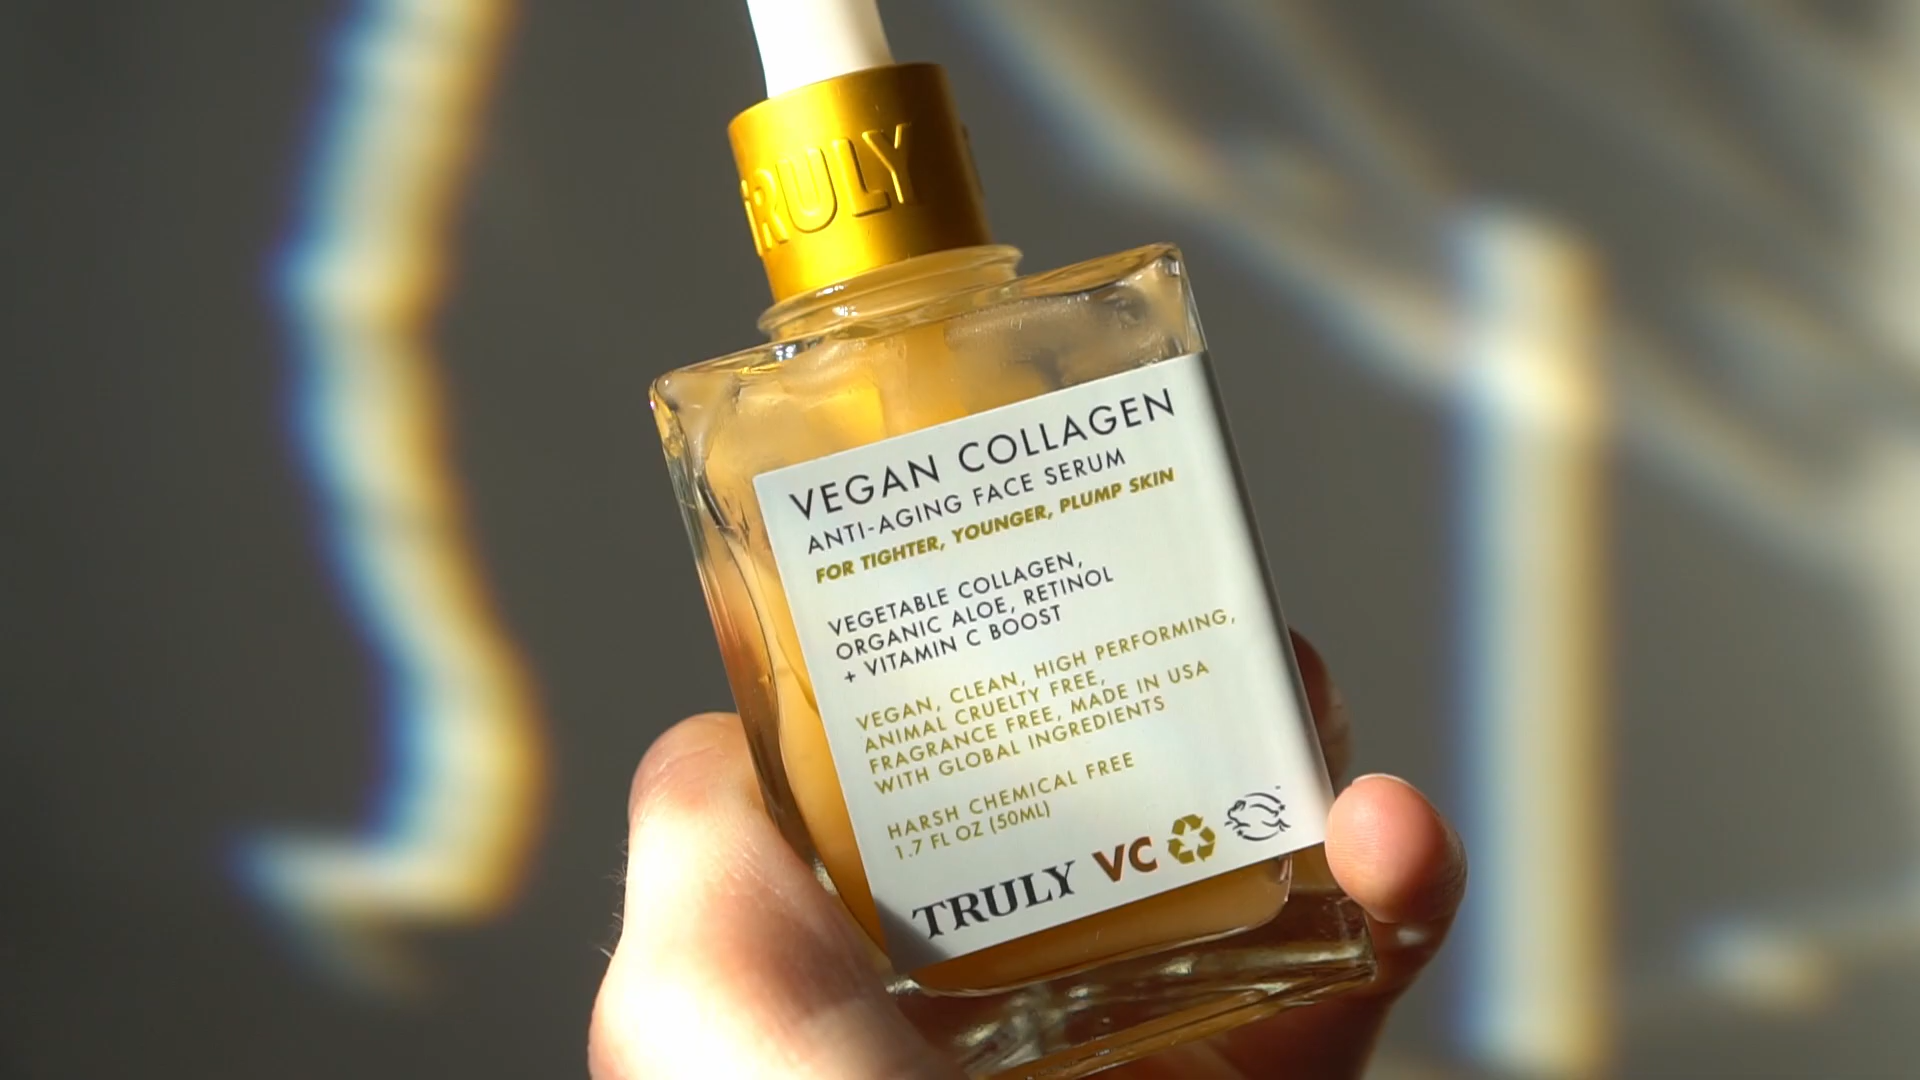 TRULY
VEGAN COLLAGEN
ANTI-AGING FACE SERUM
FOR TIGHTER, YOUNGER, PLUMP SKIN
VEGETABLE COLLAGEN,
ORGANIC ALOE, RETINOL
+ VITAMIN C BOOST
VEGAN, CLEAN, HIGH PERFORMING,
ANIMAL CRUELTY FREE,
FRAGRANCE FREE, MADE IN USA
WITH GLOBAL INGREDIENTS
HARSH CHEMICAL FREE
1.7 FL OZ (50ML)
TRULY VC